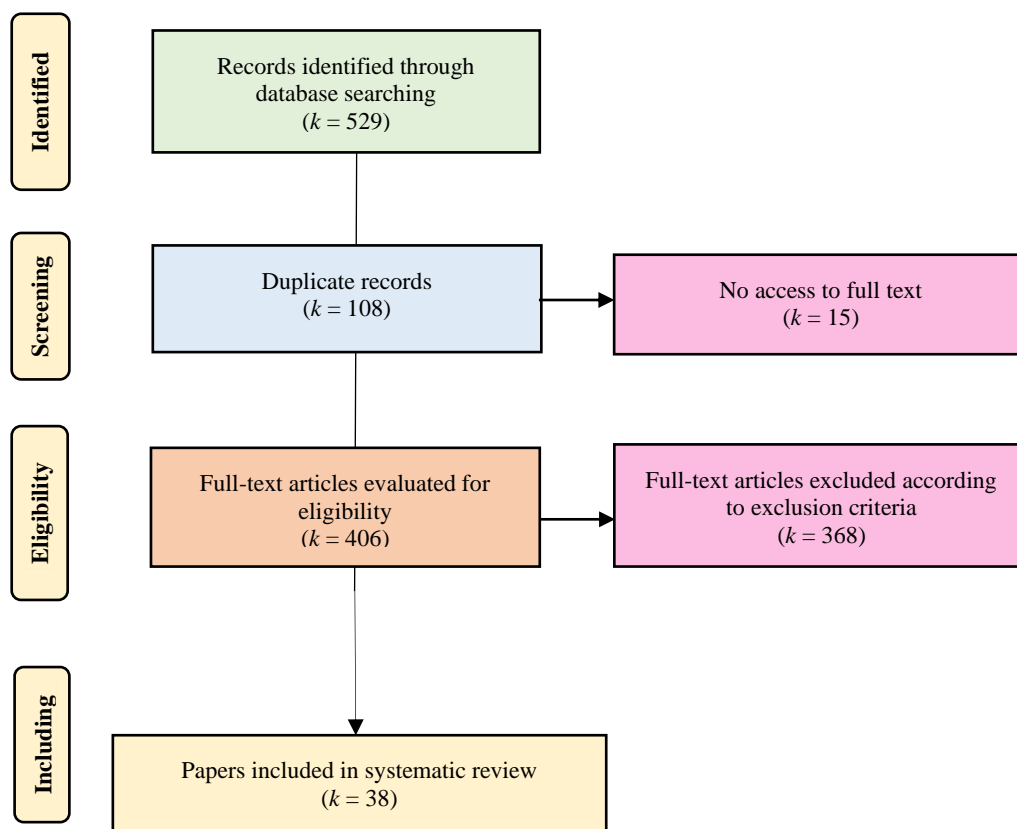 Identified
Records identified through
database searching
(k = 529)
Screening
Duplicate records
(k = 108)
No access to full text
(k = 15)
Eligibility
Full-text articles evaluated for
eligibility
(k = 406)
Full-text articles excluded according
to exclusion criteria
(k = 368)
Including
Papers included in systematic review
(k = 38)